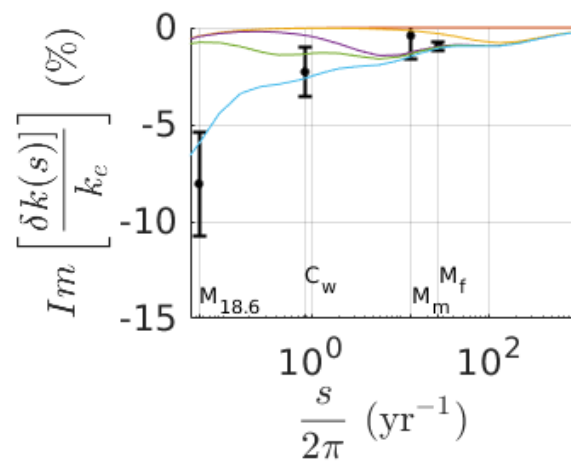 Im [δk(s)]/k_e] (%)
0
-5
-10
-15
M_18.6
C_w
M_m
M_f
10^0
10^2
s/2π (yr^-1)